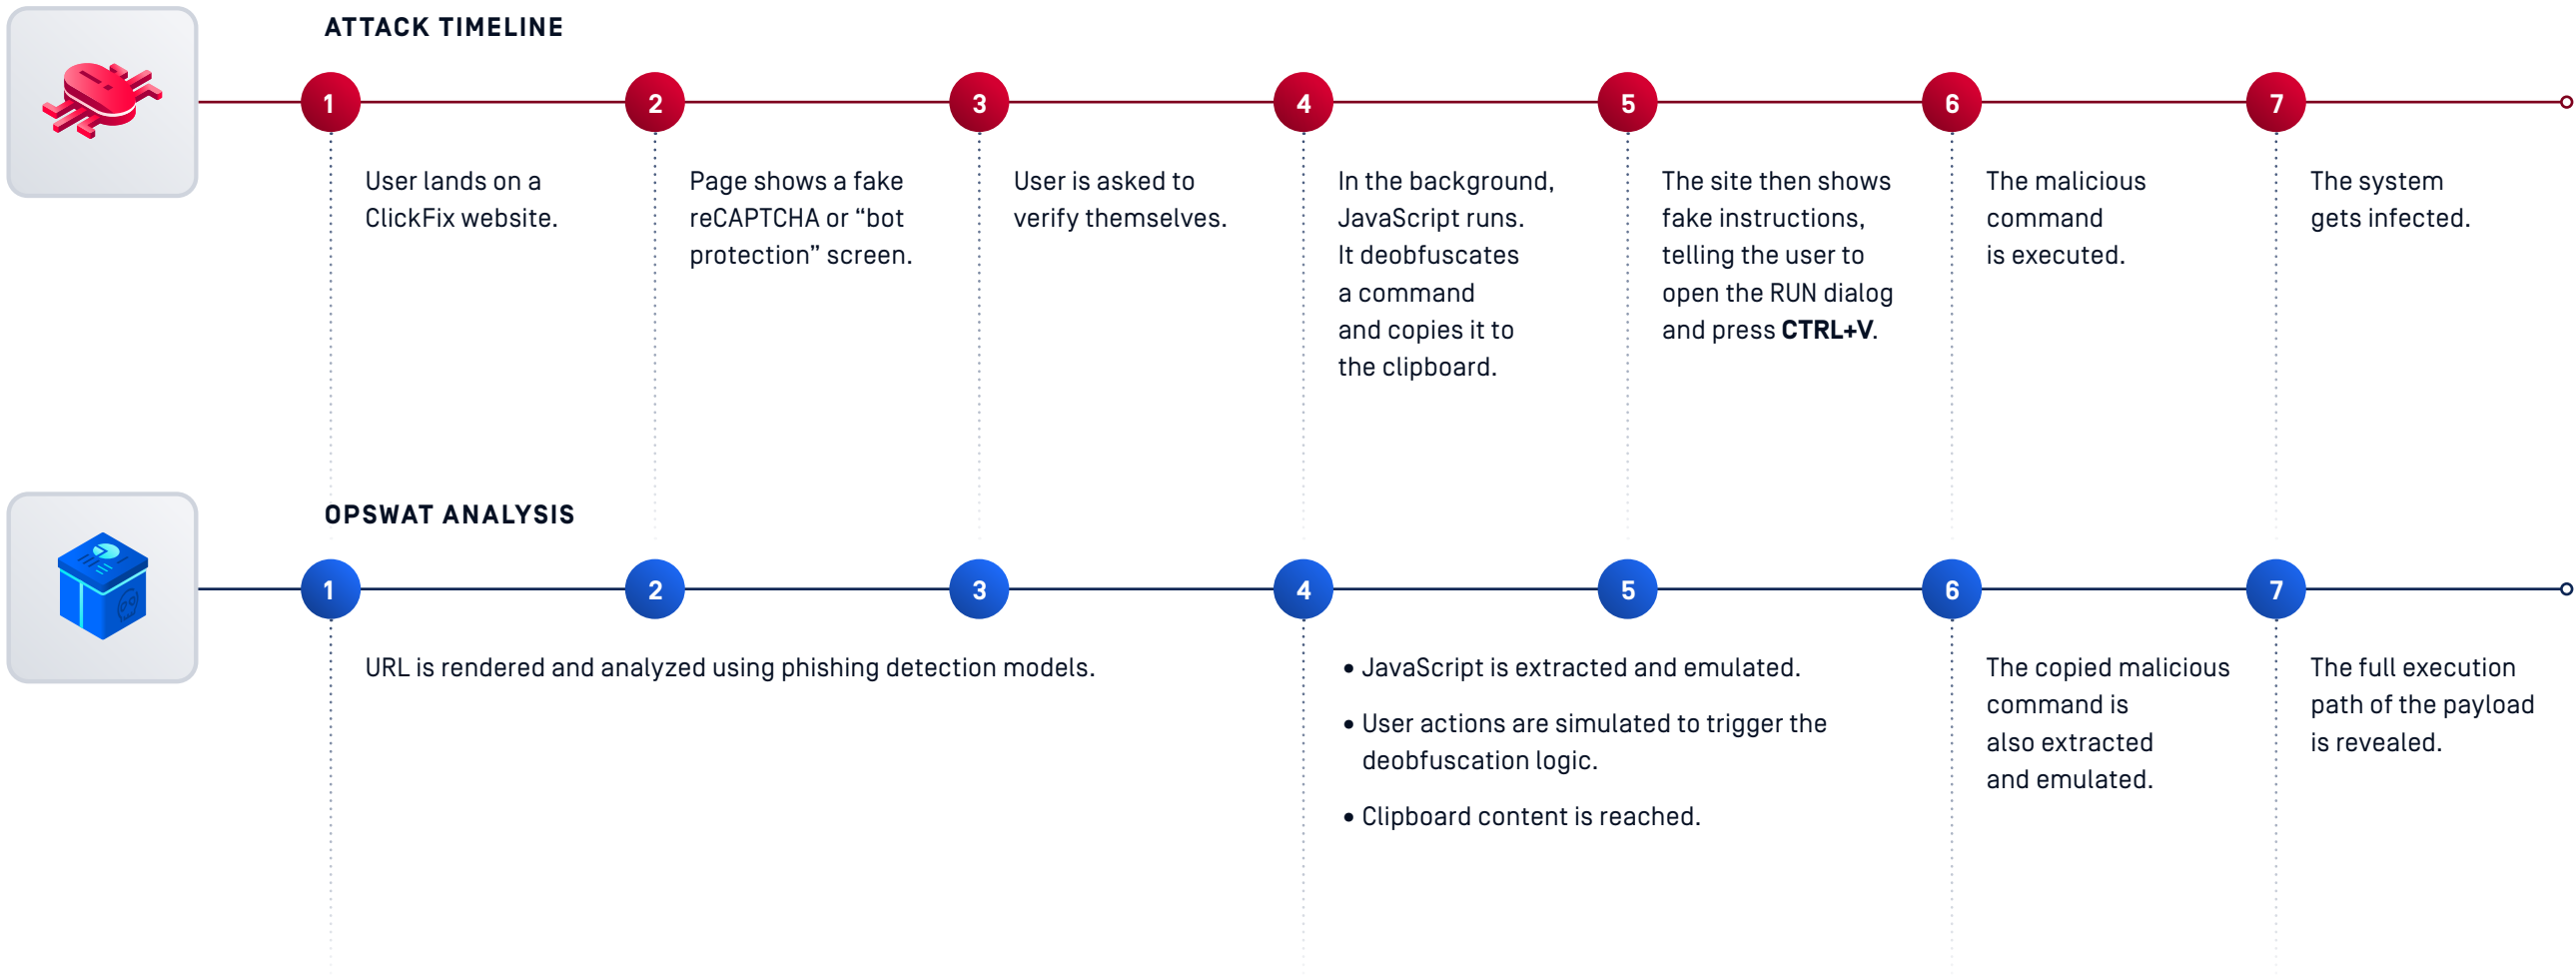 ATTACK TIMELINE
1
2
3
4
5
6
7
User lands on a
ClickFix website.
Page shows a fake
reCAPTCHA or “bot
protection” screen.
User is asked to
verify themselves.
In the background,
JavaScript runs.
It deobfuscates
a command
and copies it to
the clipboard.
The site then shows
fake instructions,
telling the user to
open the RUN dialog
and press CTRL+V.
The malicious
command
is executed.
The system
gets infected.
OPSWAT ANALYSIS
1
2
3
4
5
6
7
URL is rendered and analyzed using phishing detection models.
• JavaScript is extracted and emulated.
• User actions are simulated to trigger the
deobfuscation logic.
• Clipboard content is reached.
The copied malicious
command is
also extracted
and emulated.
The full execution
path of the payload
is revealed.